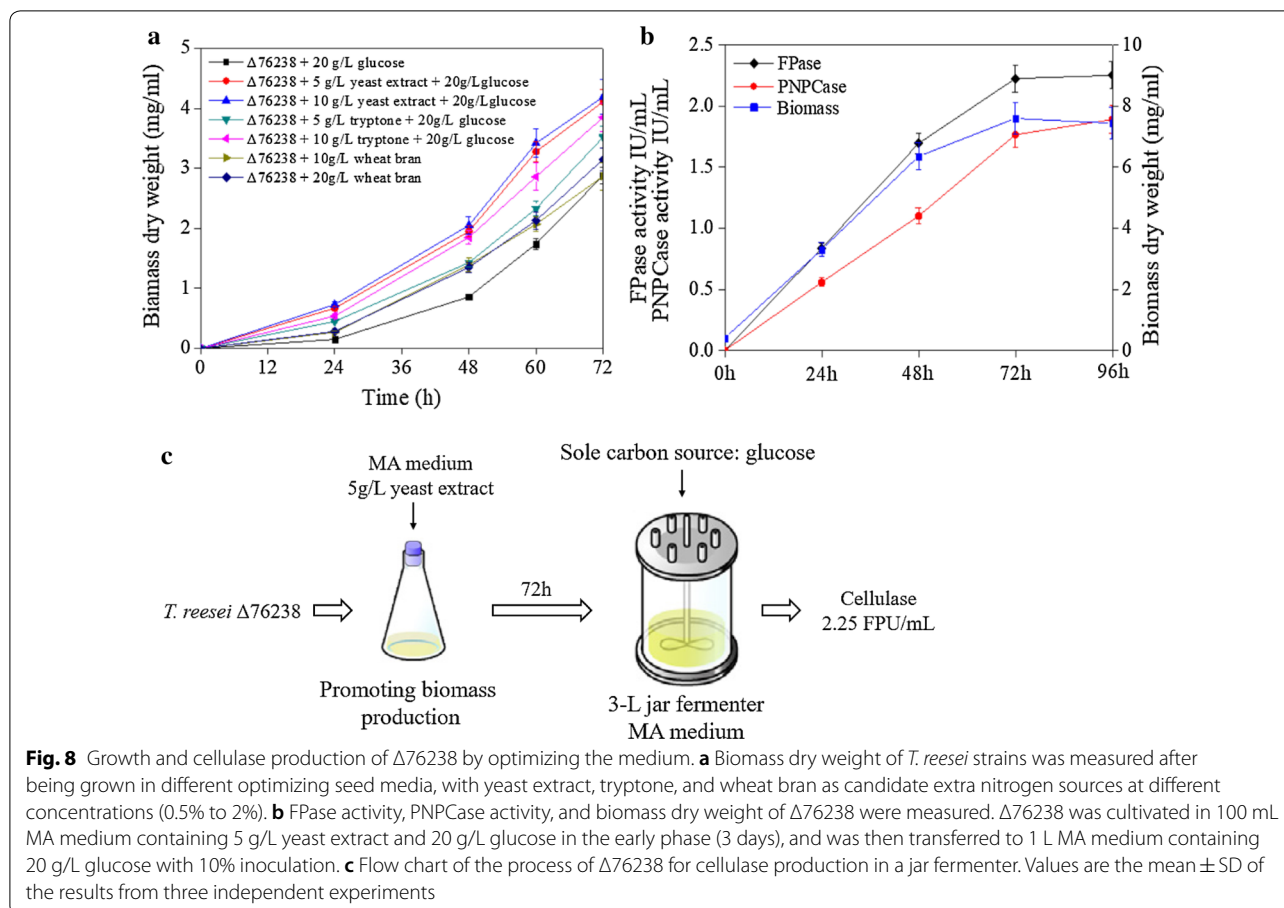 a
5
4
3
2
1
0
Biamass dry weight (mg/ml)
Δ76238 + 20 g/L glucose
Δ76238 + 5 g/L yeast extract + 20g/Lglucose
Δ76238 + 10 g/L yeast extract + 20g/Lglucose
Δ76238 + 5 g/L tryptone + 20g/L glucose
Δ76238 + 10 g/L tryptone + 20g/L glucose
Δ76238 + 10g/L wheat bran
Δ76238 + 20g/L wheat bran
0 12 24 36 48 60 72
Time (h)
b
2.5
2.0
1.5
1.0
0.5
0.0
FPase activity IU/mL
PNPCase activity IU/mL
FPase
PNPCase
Biomass
10
8
6
4
2
0
Biomass dry weight (mg/ml)
0h 24h 48h 72h 96h
c
MA medium
5g/L yeast extract
Sole carbon source: glucose
T. reesei Δ76238
72h
Cellulase
2.25 FPU/mL
Promoting biomass
production
3-L jar fermenter
MA medium
Fig. 8 Growth and cellulase production of Δ76238 by optimizing the medium. a Biomass dry weight of T. reesei strains was measured after
being grown in different optimizing seed media, with yeast extract, tryptone, and wheat bran as candidate extra nitrogen sources at different
concentrations (0.5% to 2%). b FPase activity, PNPCase activity, and biomass dry weight of Δ76238 were measured. Δ76238 was cultivated in 100 mL
MA medium containing 5 g/L yeast extract and 20 g/L glucose in the early phase (3 days), and was then transferred to 1 L MA medium containing
20 g/L glucose with 10% inoculation. c Flow chart of the process of Δ76238 for cellulase production in a jar fermenter. Values are the mean ± SD of
the results from three independent experiments